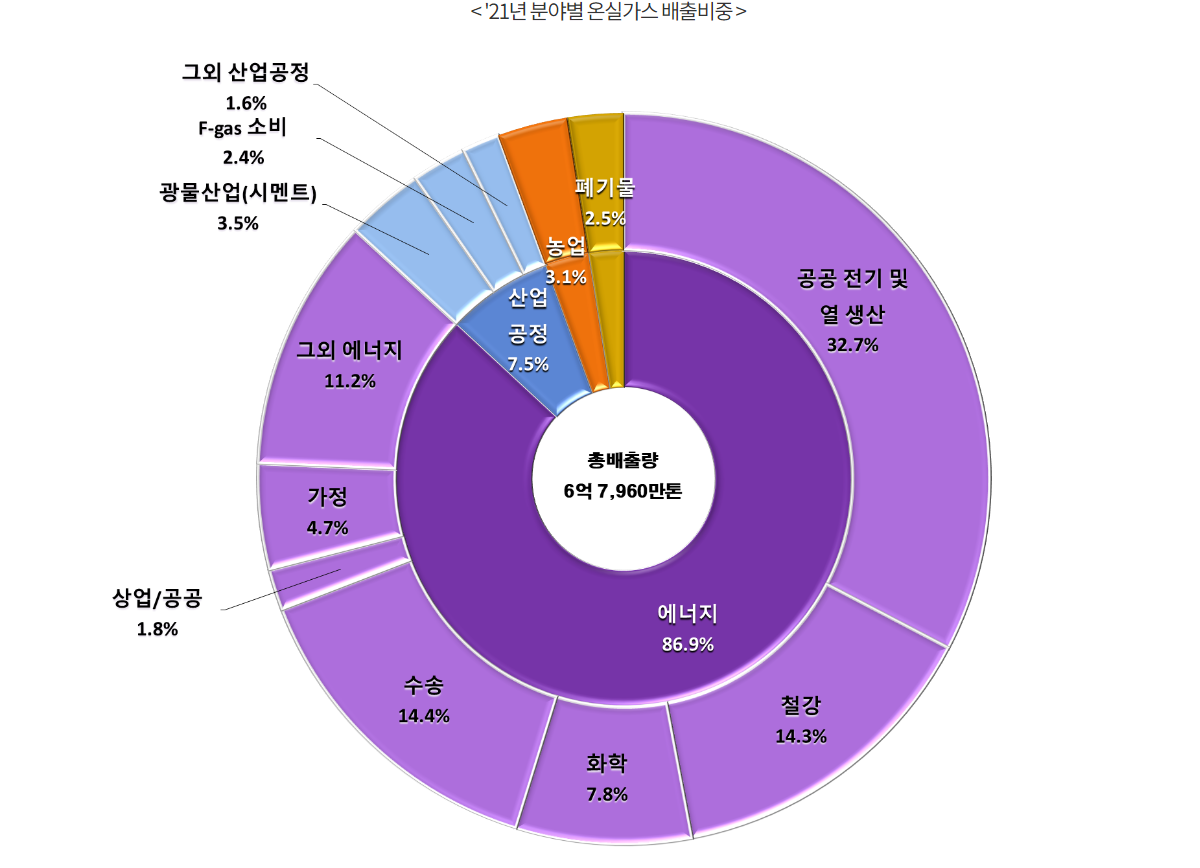 < '21년 분야별 온실가스 배출비중 >
그외 산업공정
1.6%
F-gas 소비
2.4%
광물산업(시멘트)
3.5%
폐기물
2.5%
농업
3.1%
산업
공정
7.5%
공공 전기 및
열 생산
32.7%
그외 에너지
11.2%
총배출량
6억 7,960만톤
가정
4.7%
상업/공공
1.8%
에너지
86.9%
수송
14.4%
철강
14.3%
화학
7.8%